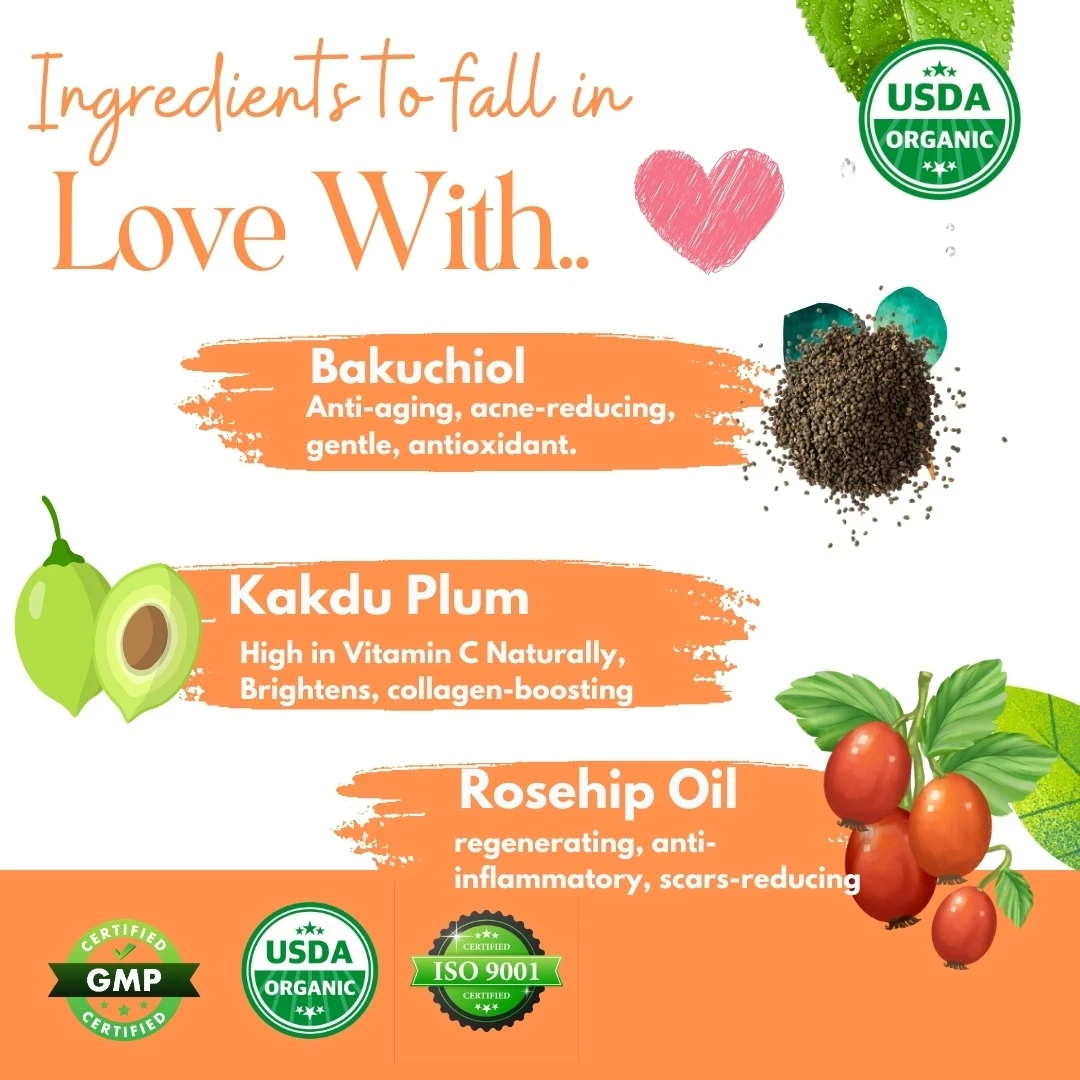 Ingredients to fall in
Love With..
USDA
ORGANIC
Bakuchiol
Anti-aging, acne-reducing,
gentle, antioxidant.
Kakdu Plum
High in Vitamin C Naturally,
Brightens, collagen-boosting
Rosehip Oil
regenerating, anti-
inflammatory, scars-reducing
CERTIFIED
GMP
CERTIFIED
USDA
ORGANIC
CERTIFIED
ISO 9001
CERTIFIED